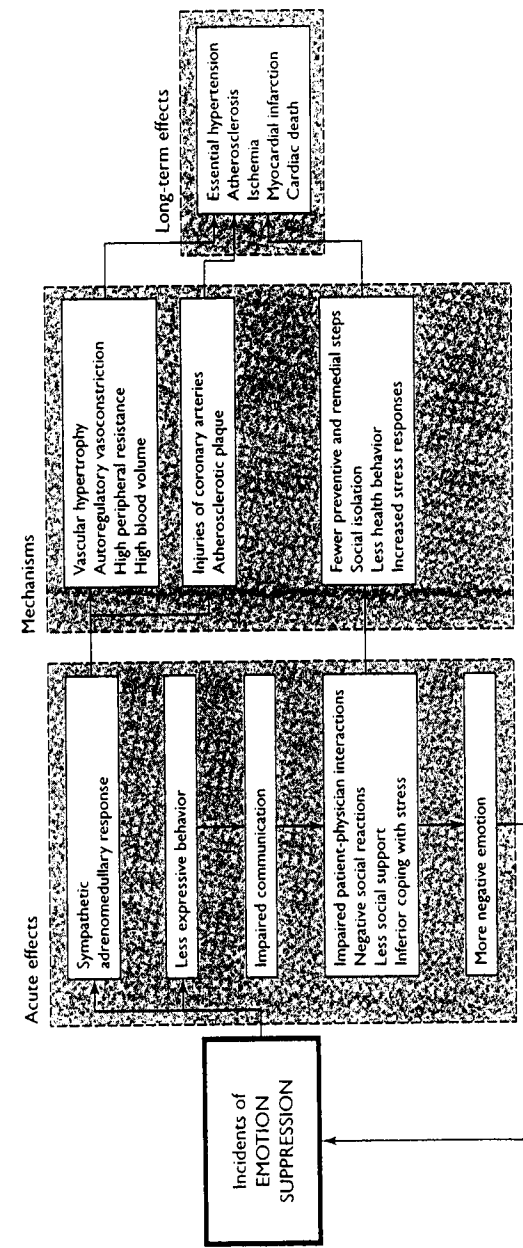 Incidents of
EMOTION
SUPPRESSION
Acute effects
Sympathetic
adrenomedullary response
Less expressive behavior
Impaired communication
Impaired patient-physician interactions
Negative social reactions
Less social support
Inferior coping with stress
More negative emotion
Mechanisms
Vascular hypertrophy
Autoregulatory vasoconstriction
High peripheral resistance
High blood volume
Injuries of coronary arteries
Atherosclerotic plaque
Fewer preventive and remedial steps
Social isolation
Less health behavior
Increased stress responses
Long-term effects
Essential hypertension
Atherosclerosis
Ischemia
Myocardial infarction
Cardiac death